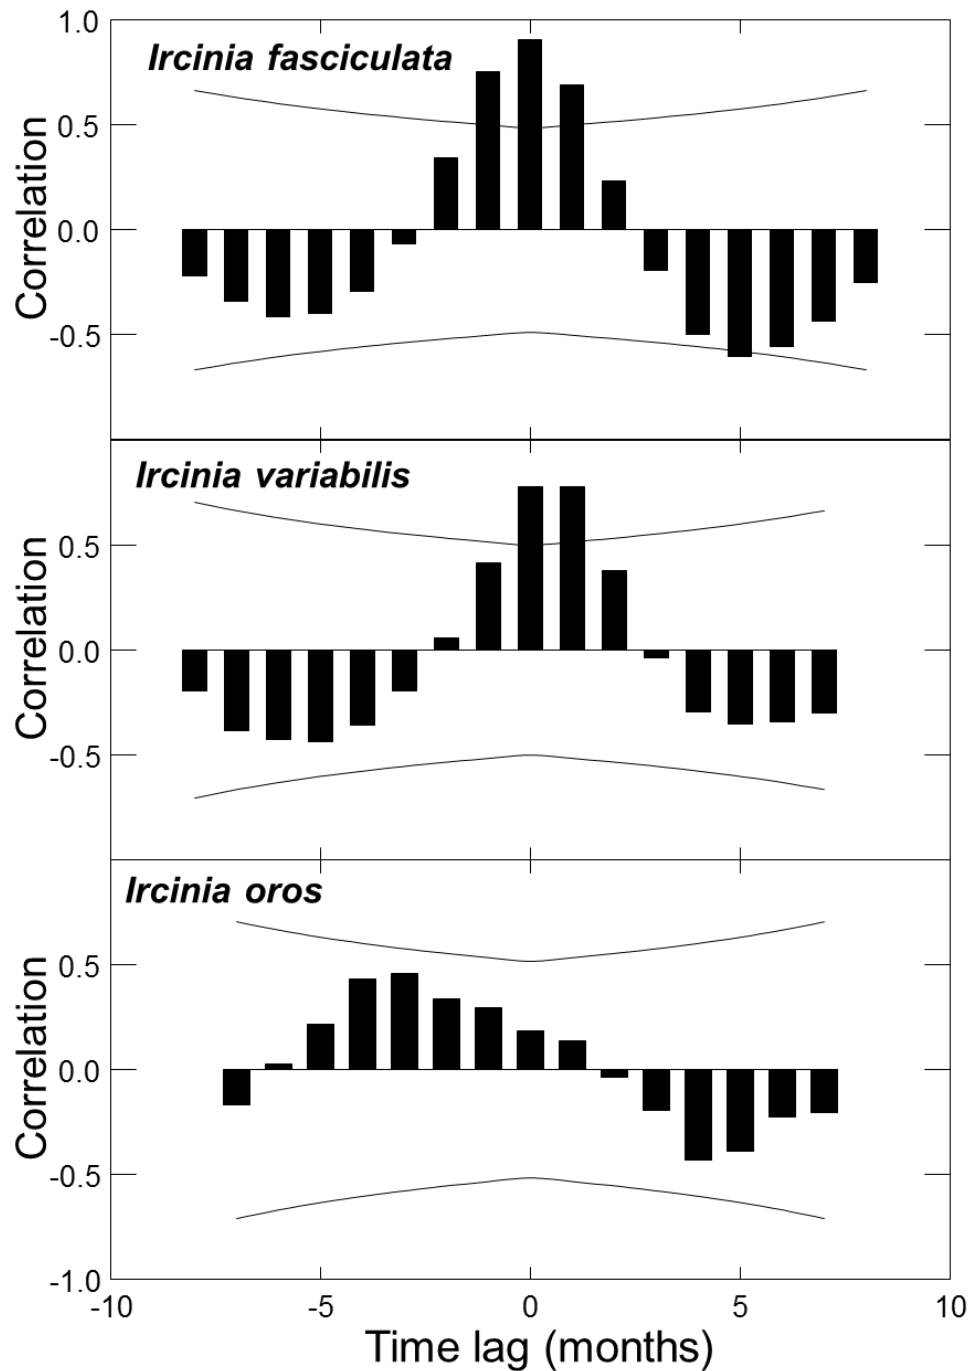 1.0
Ircinia fasciculata
0.5
Correlation
0.0
-0.5
Ircinia variabilis
0.5
Correlation
0.0
-0.5
Ircinia oros
0.5
Correlation
0.0
-0.5
-1.0
-10 -5 0 5 10
Time lag (months)